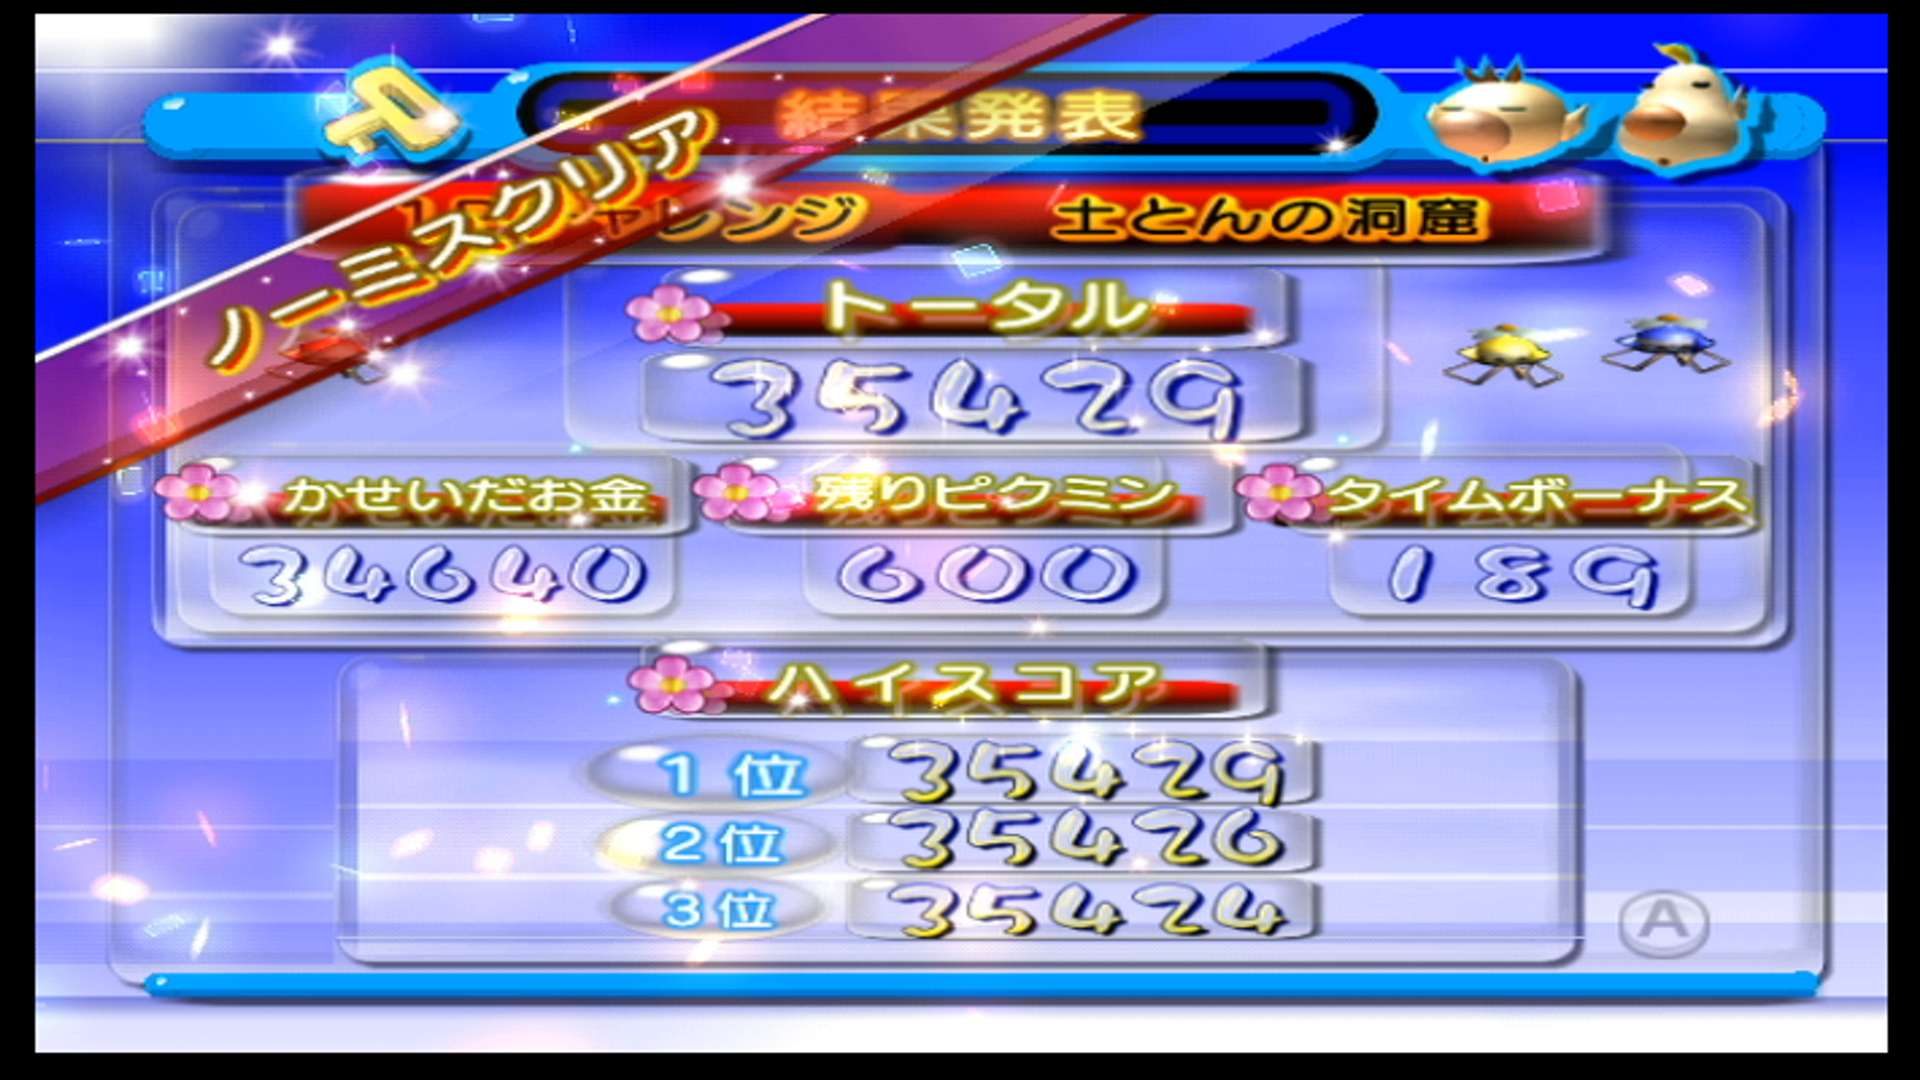 結果発表
ノーミスクリア
チャレンジ 土とんの洞窟
トータル
35429
かせいだお金 残りピクミン タイムボーナス
34640 600 189
ハイスコア
1位 35429
2位 35426
3位 35424
A